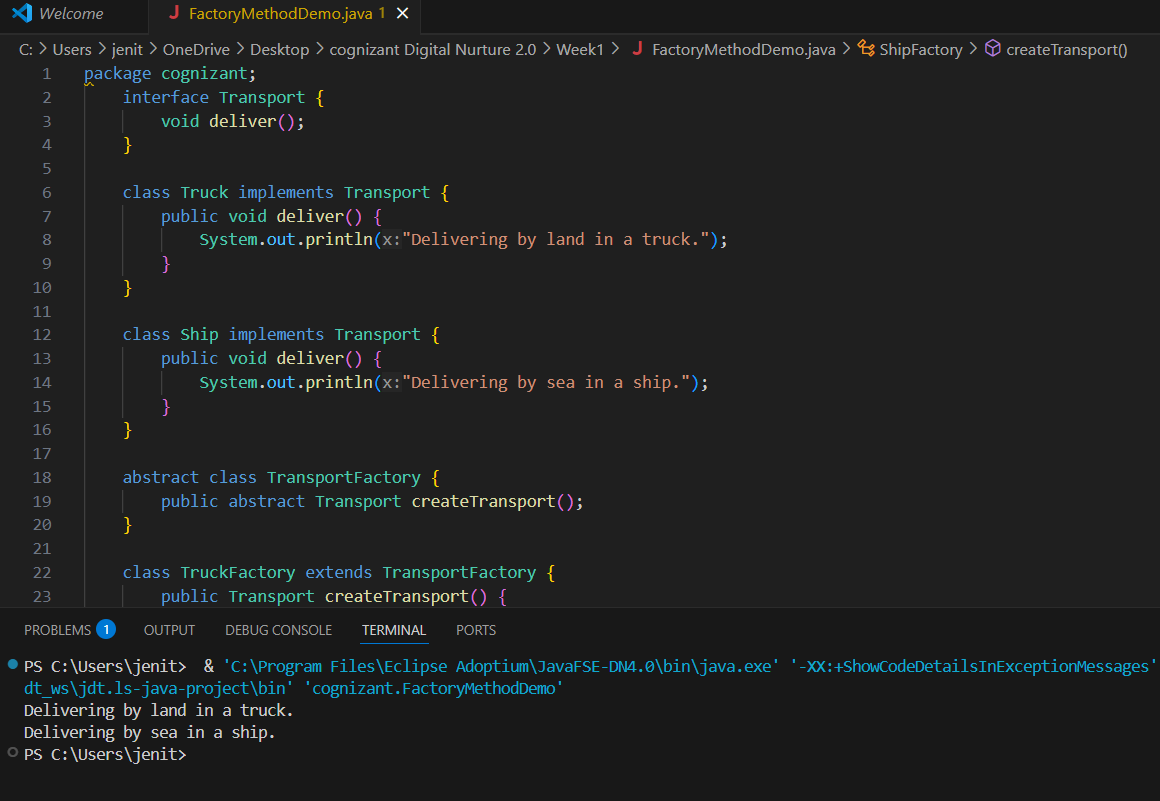 Welcome
J FactoryMethodDemo.java 1 ×
C: > Users > jenit > OneDrive > Desktop > cognizant Digital Nurture 2.0 > Week1 > J FactoryMethodDemo.java > ShipFactory > createTransport()
1 package cognizant;
2     interface Transport {
3         void deliver();
4     }
5
6     class Truck implements Transport {
7         public void deliver() {
8             System.out.println(x:"Delivering by land in a truck.");
9         }
10     }
11
12     class Ship implements Transport {
13         public void deliver() {
14             System.out.println(x:"Delivering by sea in a ship.");
15         }
16     }
17
18     abstract class TransportFactory {
19         public abstract Transport createTransport();
20     }
21
22     class TruckFactory extends TransportFactory {
23         public Transport createTransport() {
PROBLEMS 1 OUTPUT DEBUG CONSOLE TERMINAL PORTS
PS C:\Users\jenit>  & 'C:\Program Files\Eclipse Adoptium\JavaFSE-DN4.0\bin\java.exe' '-XX:+ShowCodeDetailsInExceptionMessages'
dt_ws\jdt.ls-java-project\bin' 'cognizant.FactoryMethodDemo'
Delivering by land in a truck.
Delivering by sea in a ship.
PS C:\Users\jenit>